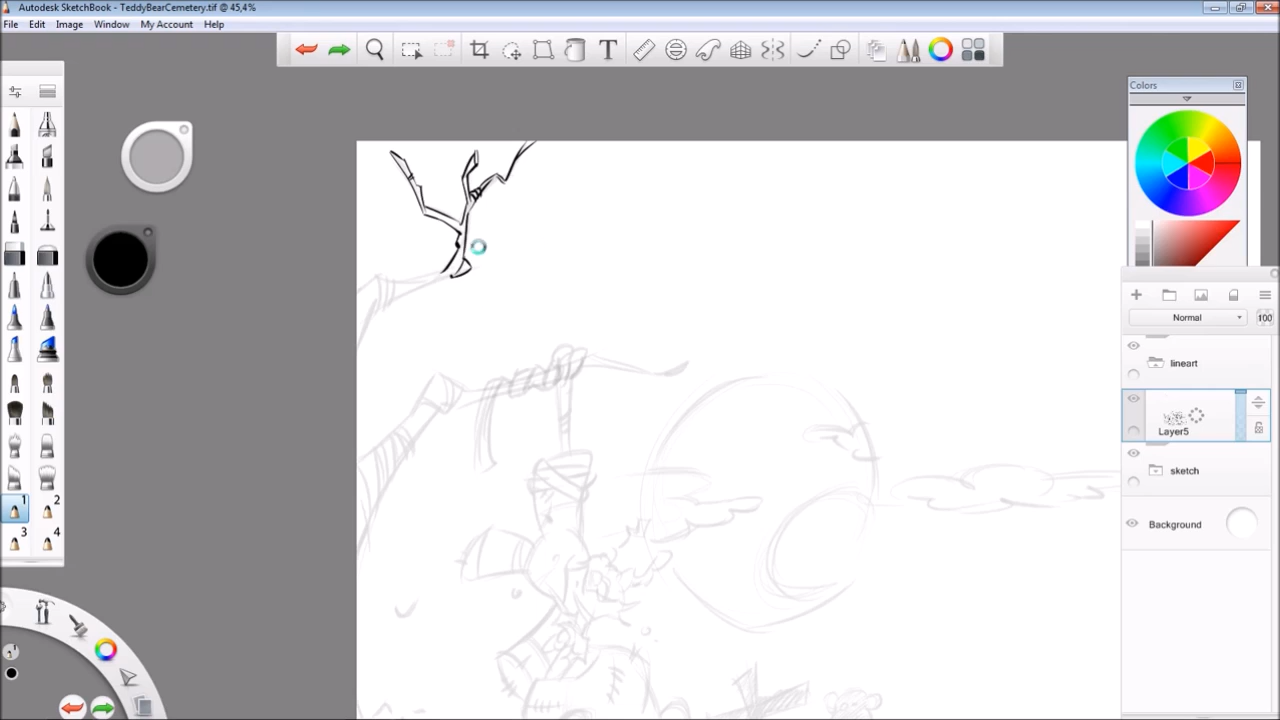 Autodesk SketchBook - TeddyBearCemetery.tif @ 45,4%
File Edit Image Window My Account Help
T
Colors
Normal 100
lineart
Layer5
sketch
Background
1 2
3 4